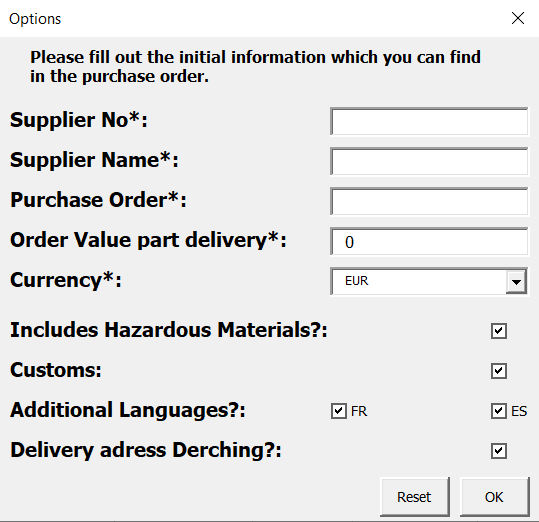 Options
Please fill out the initial information which you can find
in the purchase order.
Supplier No*:
Supplier Name*:
Purchase Order*:
Order Value part delivery*: 0
Currency*: EUR
Includes Hazardous Materials?:
Customs:
Additional Languages?: FR ES
Delivery adress Derching?:
Reset OK